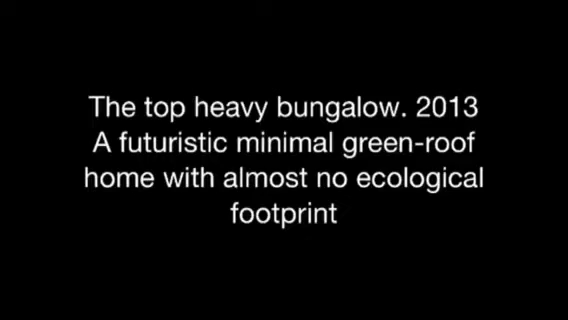 The top heavy bungalow. 2013
A futuristic minimal green-roof
home with almost no ecological
footprint